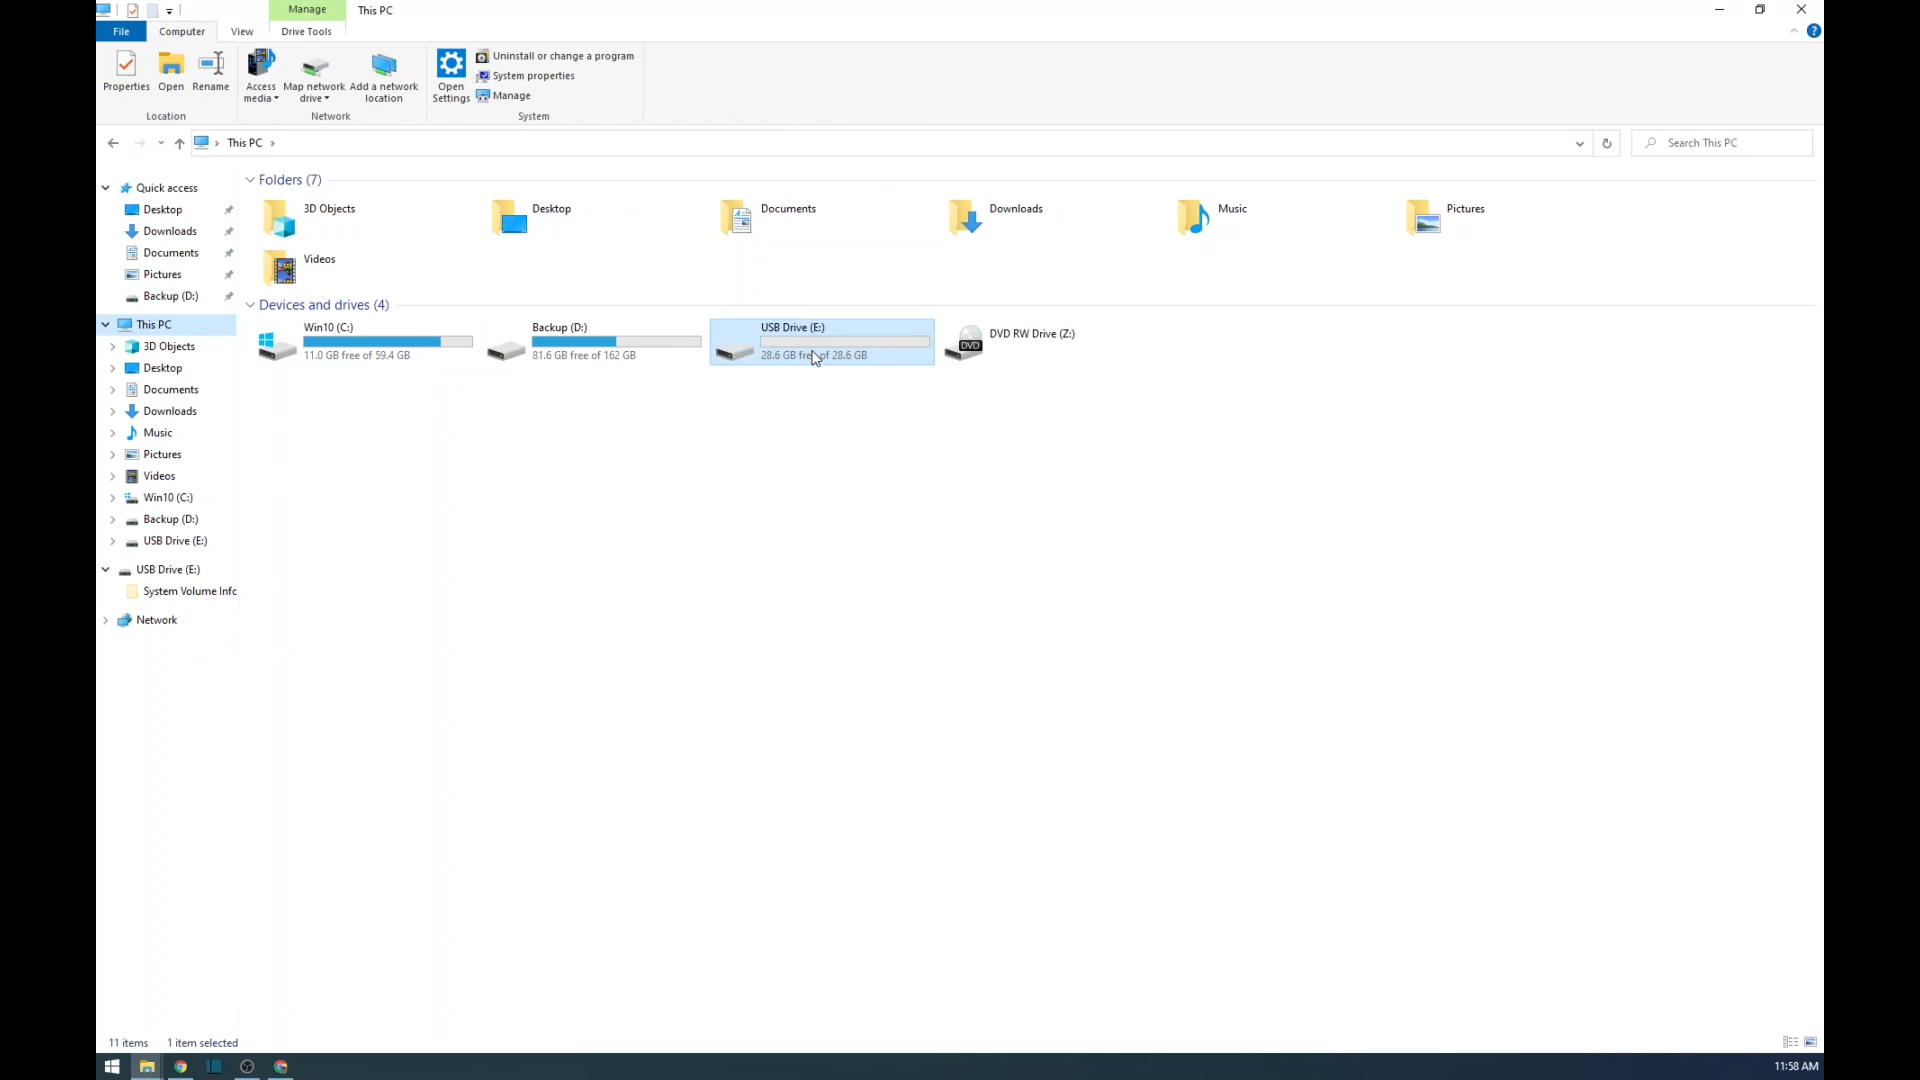 Manage
This PC
File
Computer
View
Drive Tools
Properties
Open
Rename
Access media
Map network drive
Add a network location
Open Settings
Uninstall or change a program
System properties
Manage
Location
Network
System
This PC
Search This PC
Quick access
Desktop
Downloads
Documents
Pictures
Backup (D:)
This PC
3D Objects
Desktop
Documents
Downloads
Music
Pictures
Videos
Win10 (C:)
Backup (D:)
USB Drive (E:)
USB Drive (E:)
System Volume Info
Network
Folders (7)
3D Objects
Desktop
Documents
Downloads
Music
Pictures
Videos
Devices and drives (4)
Win10 (C:)
11.0 GB free of 59.4 GB
Backup (D:)
81.6 GB free of 162 GB
USB Drive (E:)
28.6 GB free of 28.6 GB
DVD RW Drive (Z:)
DVD
11 items
1 item selected
11:58 AM